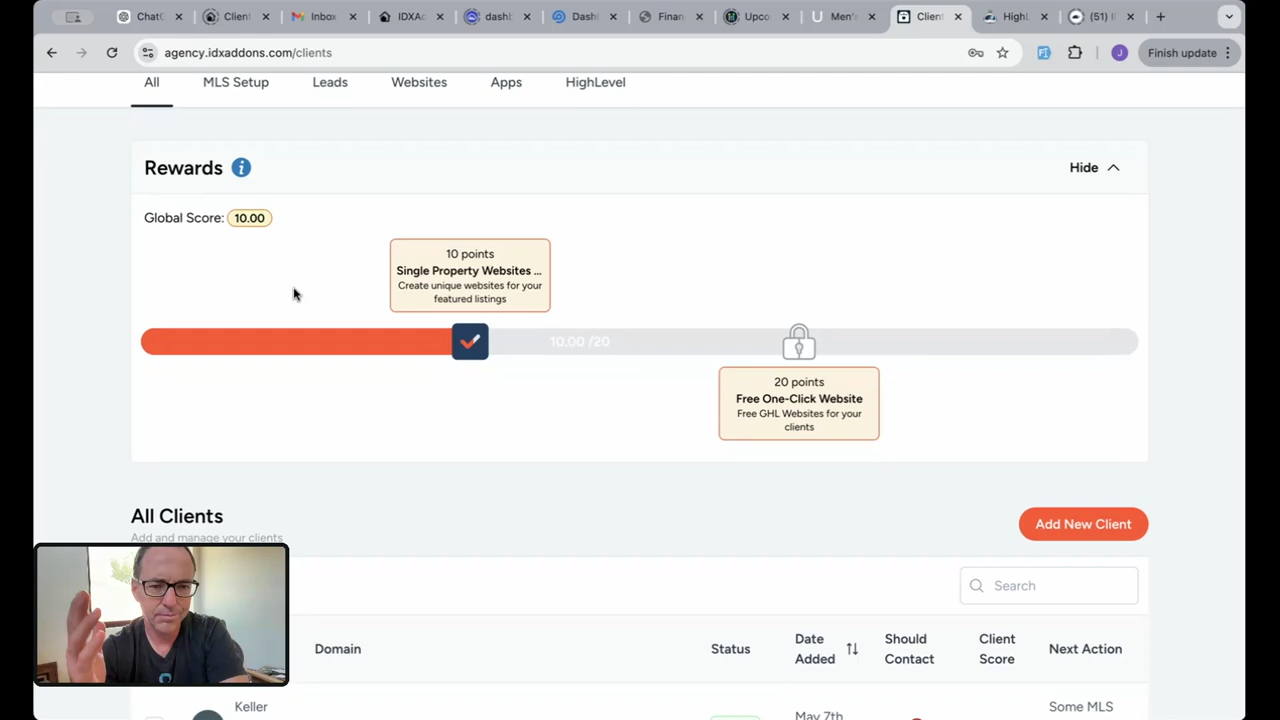 ChatG
Client
Inbox
IDXAc
dashb
Dashl
Finan
Upco
Men's
Client
HighL
(51) II
agency.idxaddons.com/clients
J
Finish update
All
MLS Setup
Leads
Websites
Apps
HighLevel
Rewards
Hide
Global Score: 10.00
10 points
Single Property Websites ...
Create unique websites for your
featured listings
10.00 /20
20 points
Free One-Click Website
Free GHL Websites for your
clients
All Clients
Add New Client
Add and manage your clients
Search
Domain
Status
Date
Added
Should
Contact
Client
Score
Next Action
Keller
May 7th
Some MLS